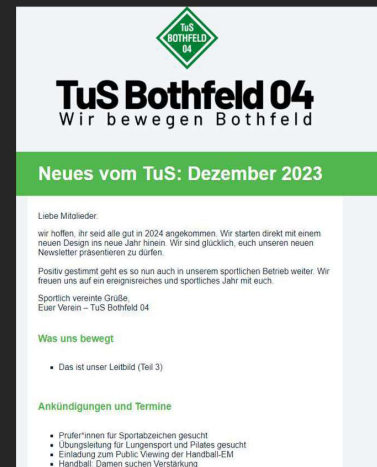 TuS
BOTHFELD
04
TuS Bothfeld 04
Wir bewegen Bothfeld
Neues vom TuS: Dezember 2023
Liebe Mitglieder,
wir hoffen, ihr seid alle gut in 2024 angekommen. Wir starten direkt mit einem
neuen Design ins neue Jahr hinein. Wir sind glücklich, euch unseren neuen
Newsletter präsentieren zu dürfen.
Positiv gestimmt geht es so nun auch in unserem sportlichen Betrieb weiter. Wir
freuen uns auf ein ereignisreiches und sportliches Jahr mit euch.
Sportlich vereinte Grüße,
Euer Verein – TuS Bothfeld 04
Was uns bewegt
• Das ist unser Leitbild (Teil 3)
Ankündigungen und Termine
• Prüfer*innen für Sportabzeichen gesucht
• Übungsleitung für Lungensport und Pilates gesucht
• Einladung zum Public Viewing der Handball-EM
• Handball: Damen suchen Verstärkung